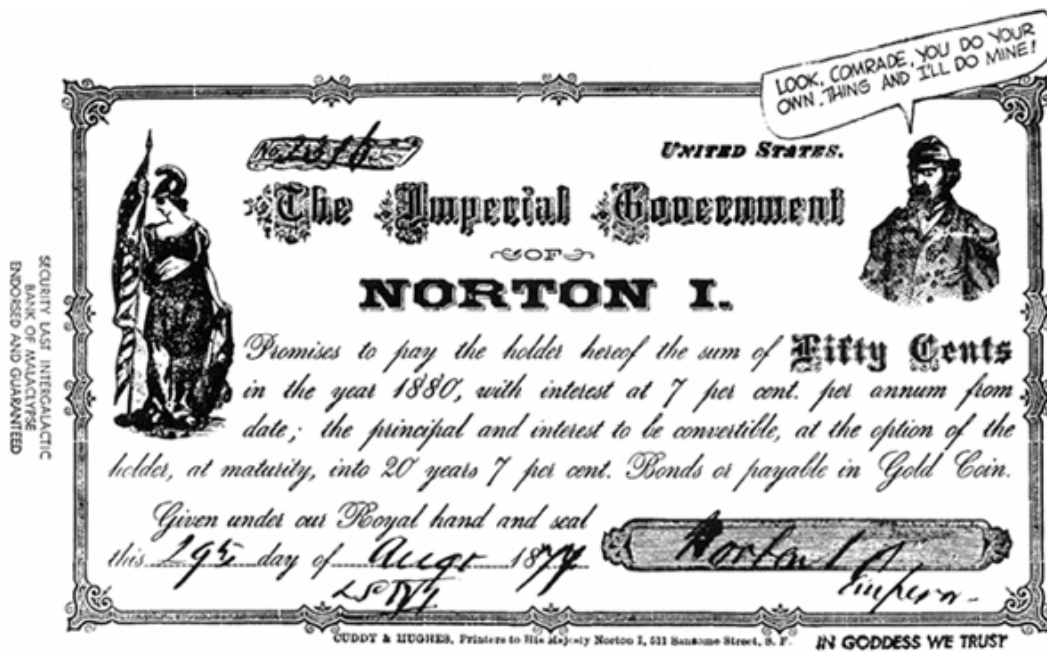 LOOK, COMRADE, YOU DO YOUR
OWN THING AND I'LL DO MINE!
No.
UNITED STATES.
The Imperial Government
OF
NORTON I.
Promises to pay the holder hereof the sum of Fifty Cents
in the year 1880, with interest at 7 per cent. per annum from
date; the principal and interest to be convertible, at the option of the
holder, at maturity, into 20 years 7 per cent. Bonds or payable in Gold Coin.
Given under our Royal hand and seal
this 29th day of Augt 18
Norton I
Emperor
CUDDY & HUGHES, Printers to His Majesty Norton I, 511 Sansome Street, S. F.
IN GODDESS WE TRUST
SECURITY LAST INTERGALACTIC
BANK OF MALACLYPSE
ENDORSED AND GUARANTEED